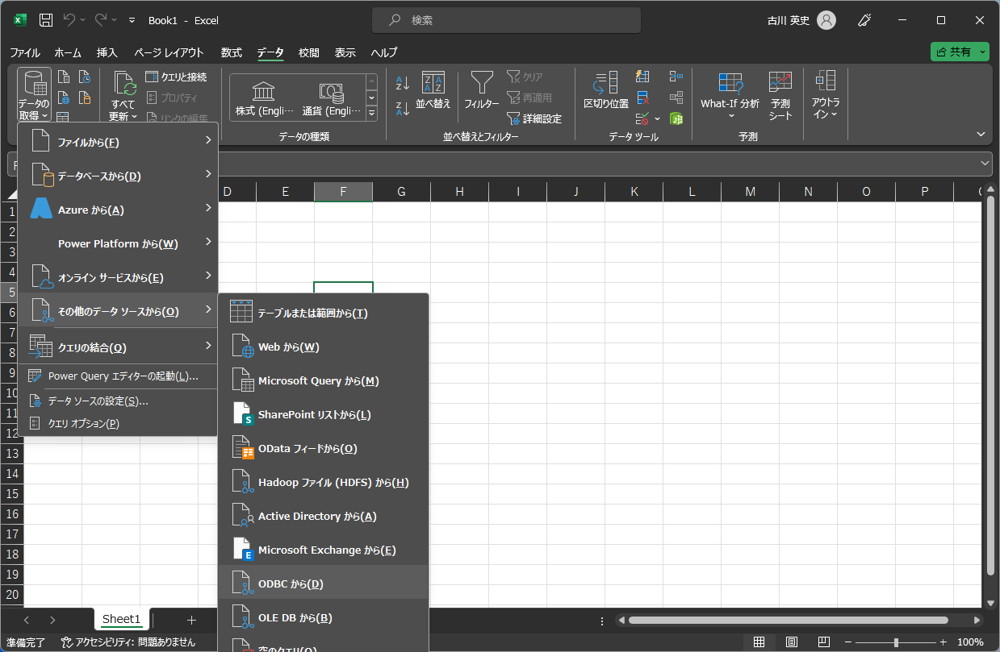 Book1 - Excel
検索
古川 英史
ファイル ホーム 挿入 ページ レイアウト 数式 データ 校閲 表示 ヘルプ
共有
データの
取得
すべて
更新
クエリと接続
プロパティ
リンクの編集
株式 (Engli… 通貨 (Engli…
データの種類
並べ替え
フィルター
クリア
再適用
詳細設定
並べ替えとフィルター
区切り位置
データ ツール
What-If 分析
予測
シート
予測
アウトラ
イン
D E F G H I J K L M N O P
1
2
3
4
5
6
7
8
9
10
11
12
13
14
15
16
17
18
19
20
ファイルから(F)
データベースから(D)
Azure から(A)
Power Platform から(W)
オンライン サービスから(E)
その他のデータ ソースから(O)
クエリの結合(Q)
Power Query エディターの起動(L)...
データ ソースの設定(S)...
クエリ オプション(P)
テーブルまたは範囲から(T)
Web から(W)
Microsoft Query から(M)
SharePoint リストから(L)
OData フィードから(O)
Hadoop ファイル (HDFS) から(H)
Active Directory から(A)
Microsoft Exchange から(E)
ODBC から(D)
OLE DB から(B)
空のクエリ(Q)
Sheet1
準備完了 アクセシビリティ: 問題ありません
100%